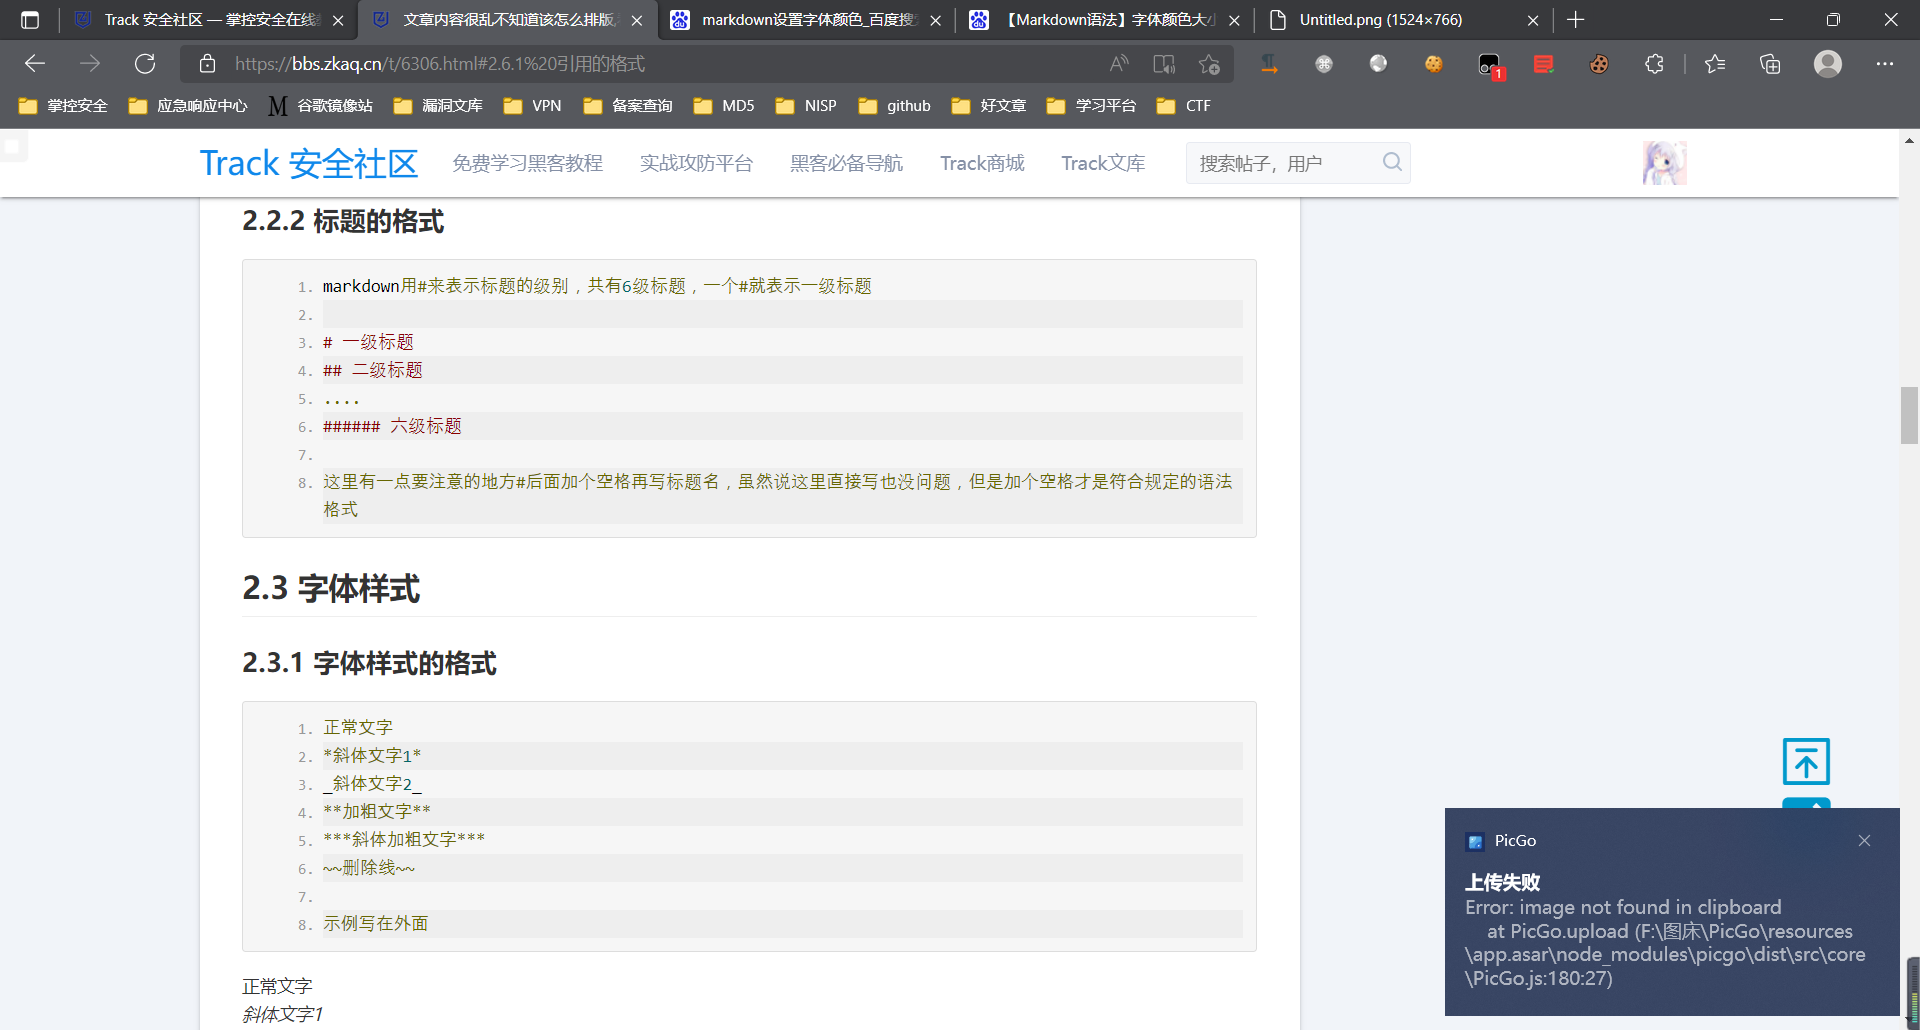 Track 安全社区 — 掌控安全在线
文章内容很乱不知道该怎么排版
markdown设置字体颜色_百度搜
【Markdown语法】字体颜色大小
Untitled.png (1524×766)
https://bbs.zkaq.cn/t/6306.html#2.6.1%20引用的格式
1
掌控安全
应急响应中心
M 谷歌镜像站
漏洞文库
VPN
备案查询
MD5
NISP
github
好文章
学习平台
CTF
Track 安全社区
免费学习黑客教程
实战攻防平台
黑客必备导航
Track商城
Track文库
搜索帖子，用户
2.2.2 标题的格式
1. markdown用#来表示标题的级别，共有6级标题，一个#就表示一级标题
2.
3. # 一级标题
4. ## 二级标题
5. ....
6. ###### 六级标题
7.
8. 这里有一点要注意的地方#后面加个空格再写标题名，虽然说这里直接写也没问题，但是加个空格才是符合规定的语法
格式
2.3 字体样式
2.3.1 字体样式的格式
1. 正常文字
2. *斜体文字1*
3. _斜体文字2_
4. **加粗文字**
5. ***斜体加粗文字***
6. ~~删除线~~
7.
8. 示例写在外面
正常文字
斜体文字1
PicGo
上传失败
Error: image not found in clipboard
at PicGo.upload (F:\图床\PicGo\resources
\app.asar\node_modules\picgo\dist\src\core
\PicGo.js:180:27)